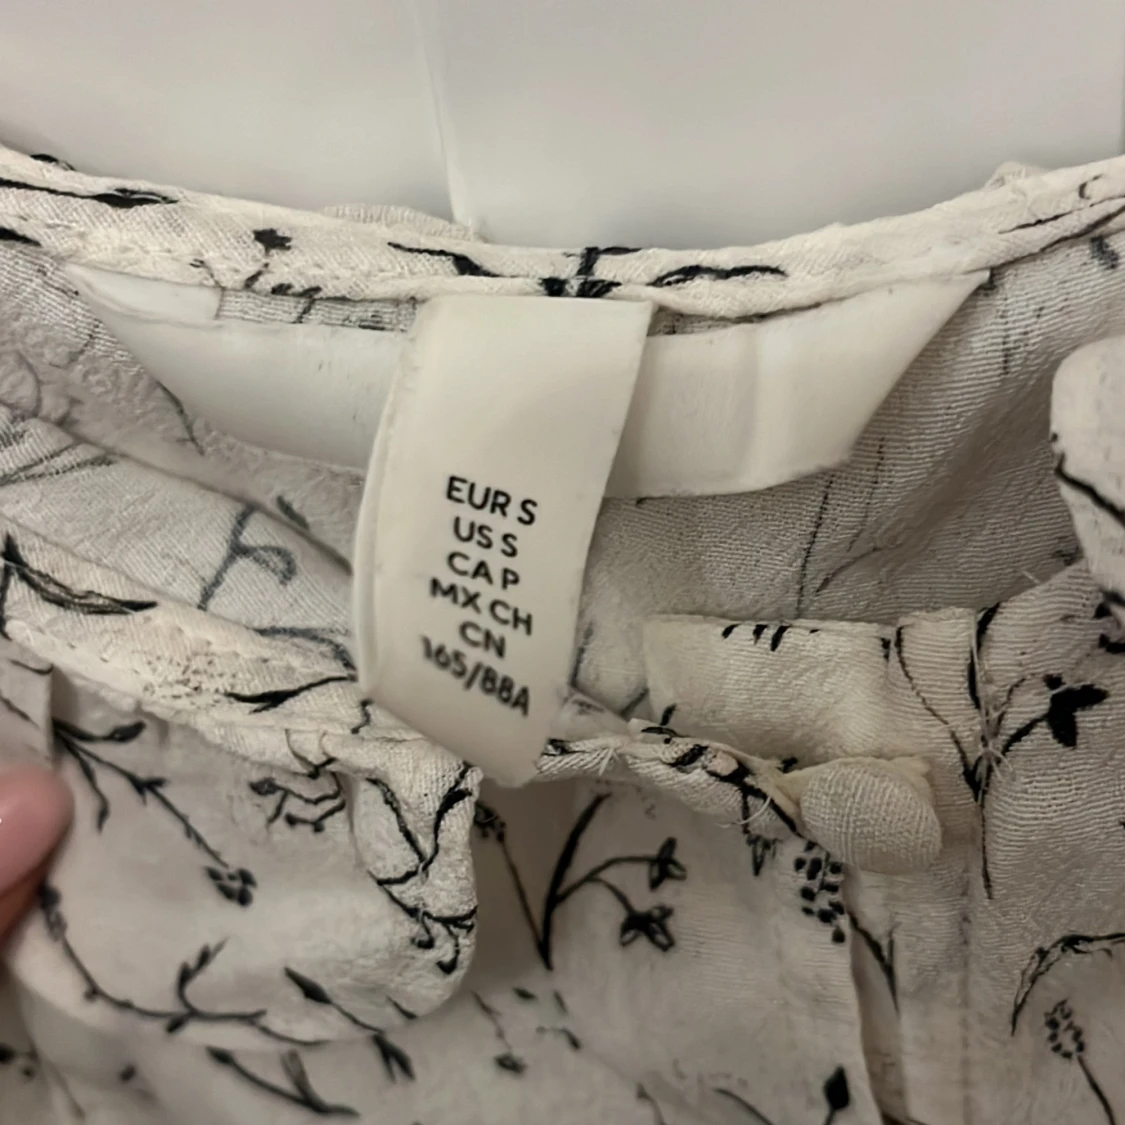 EUR S
US S
CA P
MX CH
CN
165/88A